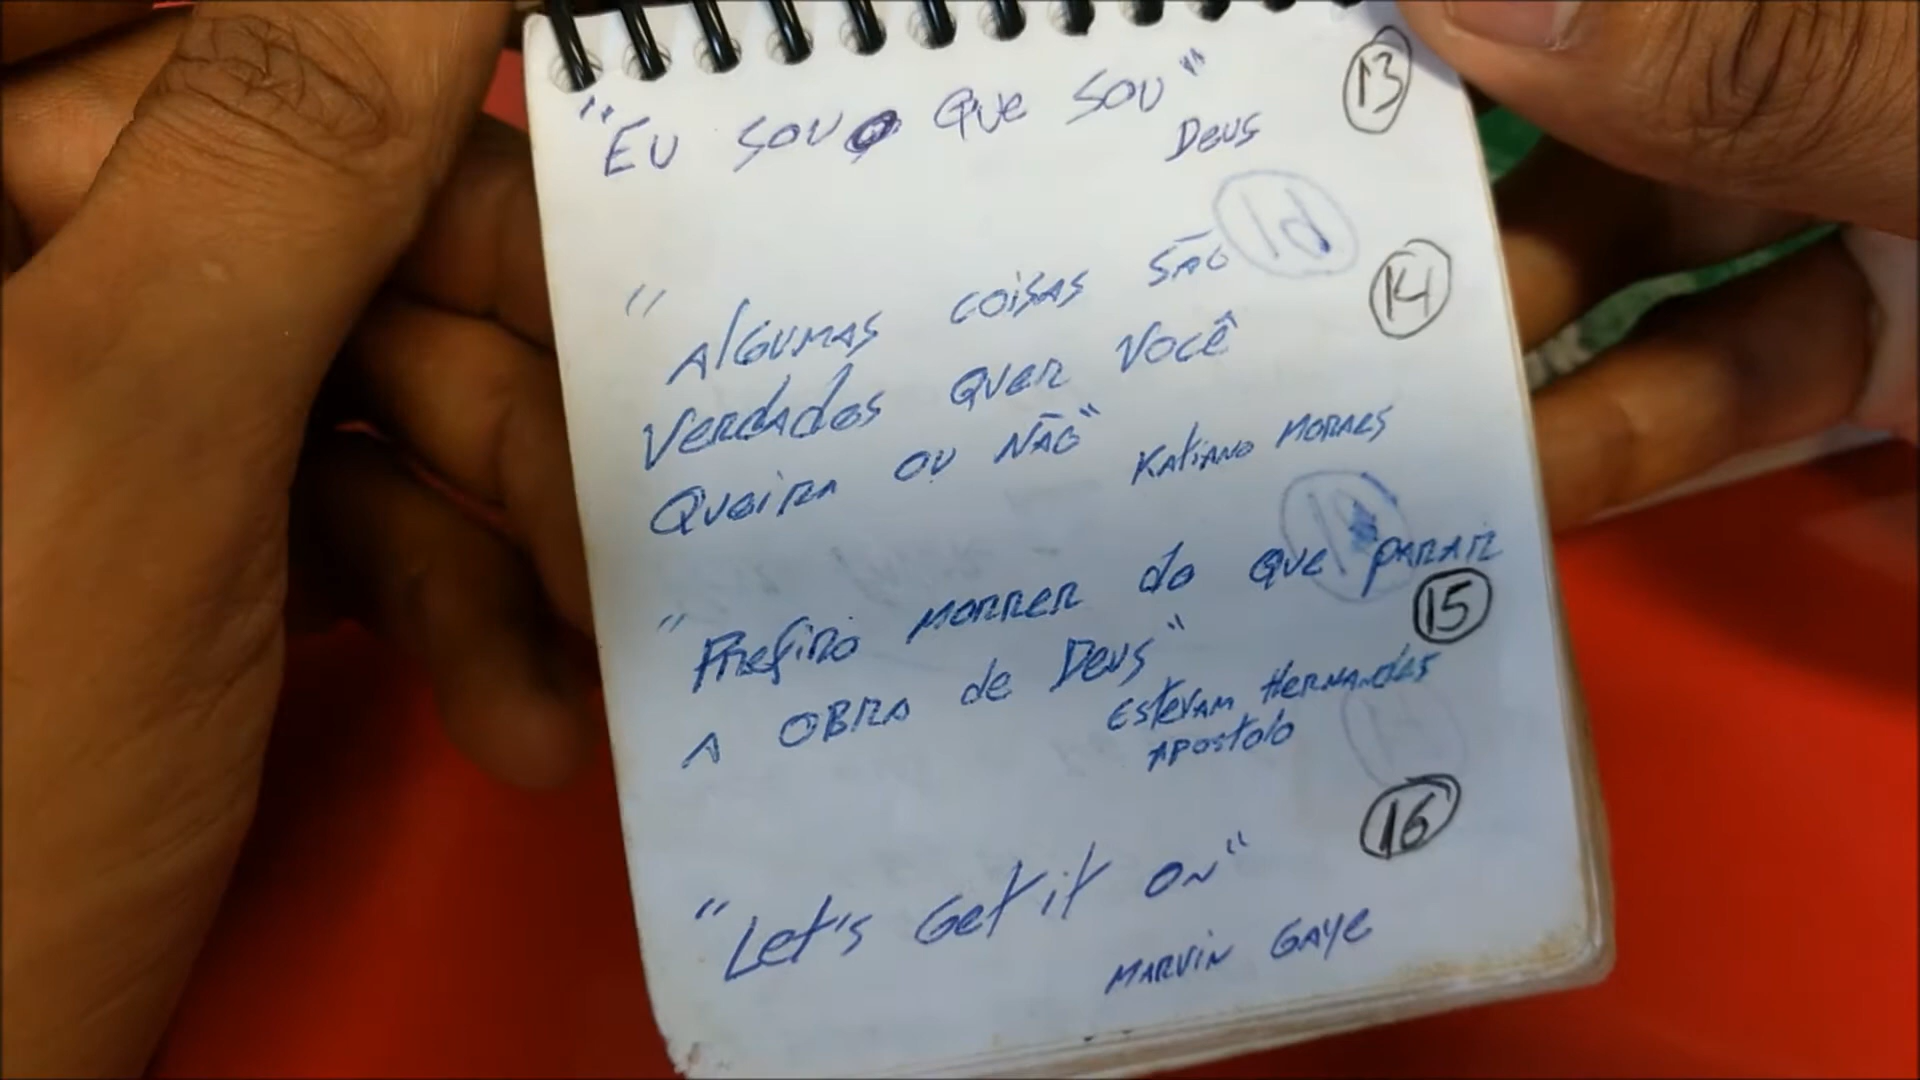 "EU SOU O QUE SOU"
DEUS
13
"ALGUMAS COISAS SÃO
14
VERDADES QUER VOCÊ
QUEIRA OU NÃO"
KATIANO MORAES
"PREFIRO MORRER do QUE PARAR
15
A OBRA de DEUS"
ESTEVAM HERNANDES
APOSTOLO
16
"LET'S GET it ON"
MARVIN GAYE